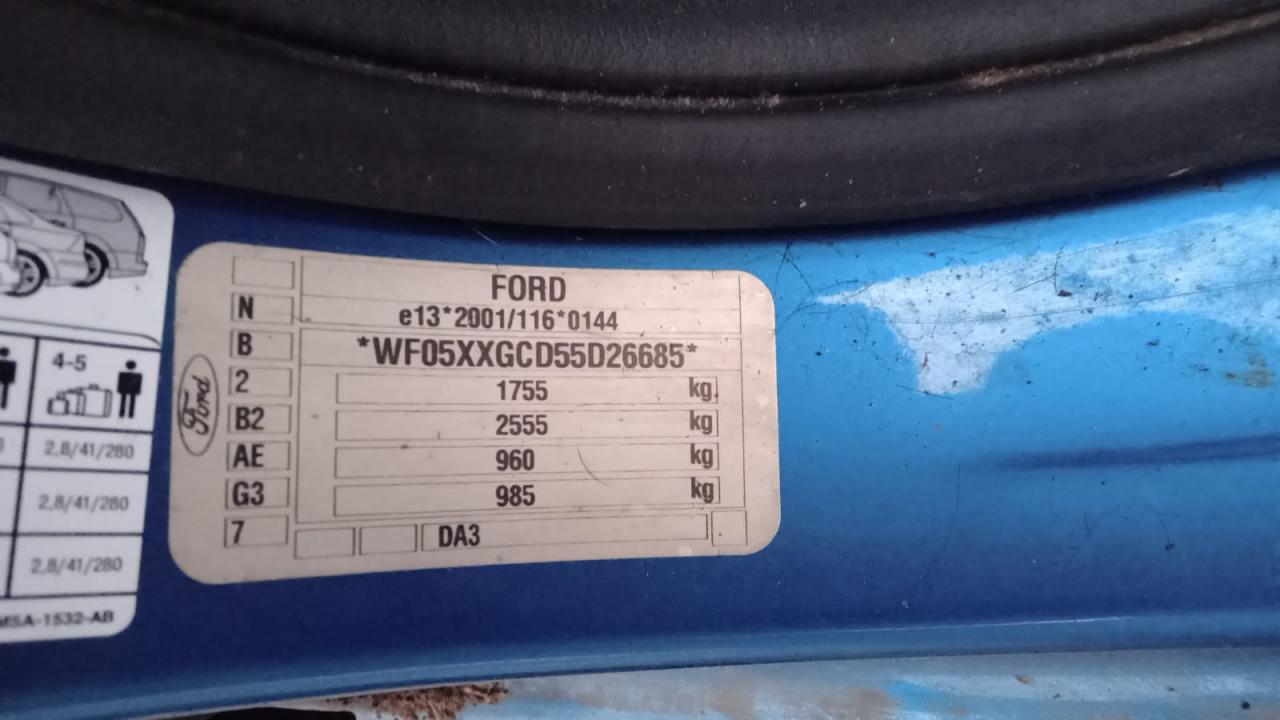 4-5
2,8/41/280
2,8/41/280
2,8/41/280
5A-1532-AB
Ford
FORD
N e13*2001/116*0144
B *WF05XXGCD55D26685*
2 1755 kg
B2 2555 kg
AE 960 kg
G3 985 kg
7 DA3